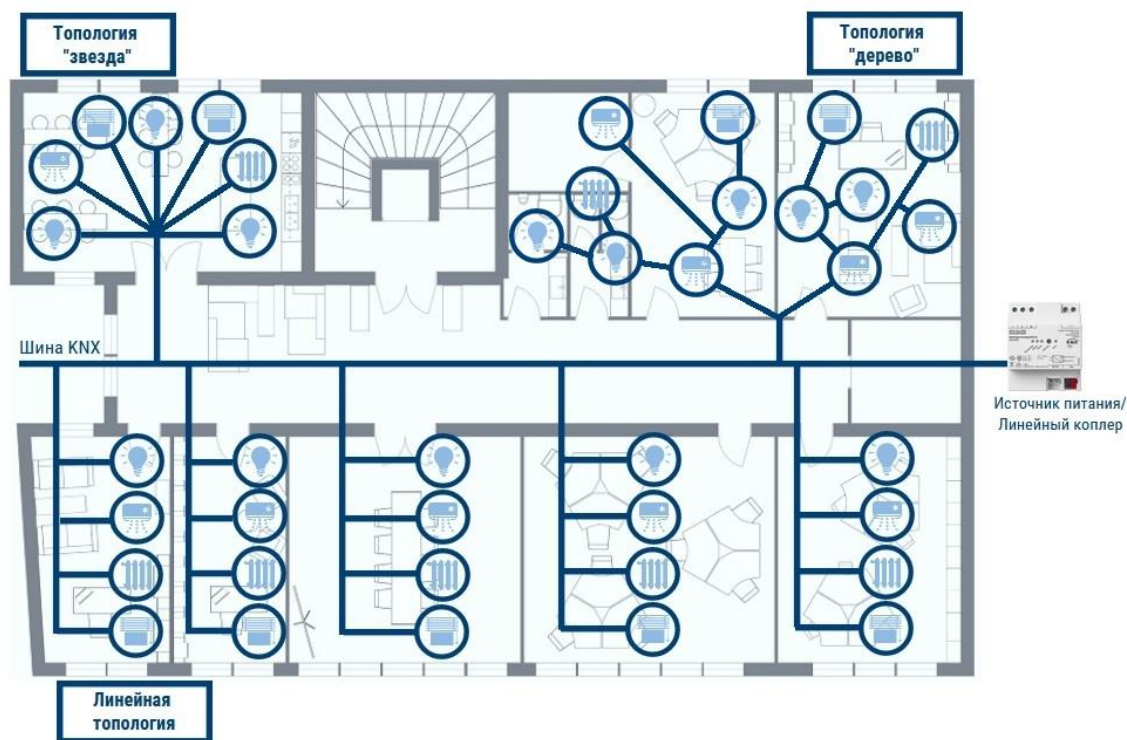 Топология
"звезда"
Топология
"дерево"
Шина KNX
Источник питания/
Линейный коплер
Линейная
топология